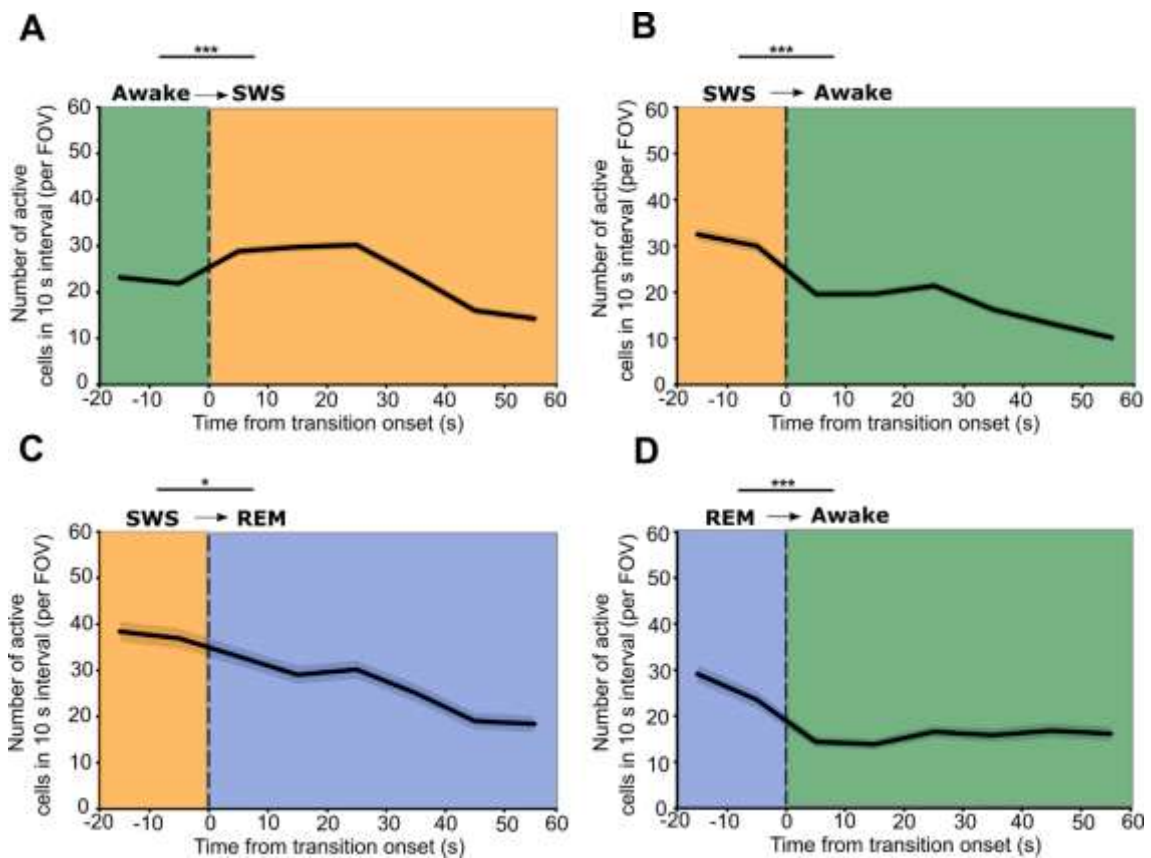 A
***
Awake → SWS
Number of active
cells in 10 s interval (per FOV)
60
50
40
30
20
10
0
-20 -10 0 10 20 30 40 50 60
Time from transition onset (s)
B
***
SWS → Awake
Number of active
cells in 10 s interval (per FOV)
60
50
40
30
20
10
0
-20 -10 0 10 20 30 40 50 60
Time from transition onset (s)
C
*
SWS → REM
Number of active
cells in 10 s interval (per FOV)
60
50
40
30
20
10
0
-20 -10 0 10 20 30 40 50 60
Time from transition onset (s)
D
***
REM → Awake
Number of active
cells in 10 s interval (per FOV)
60
50
40
30
20
10
0
-20 -10 0 10 20 30 40 50 60
Time from transition onset (s)